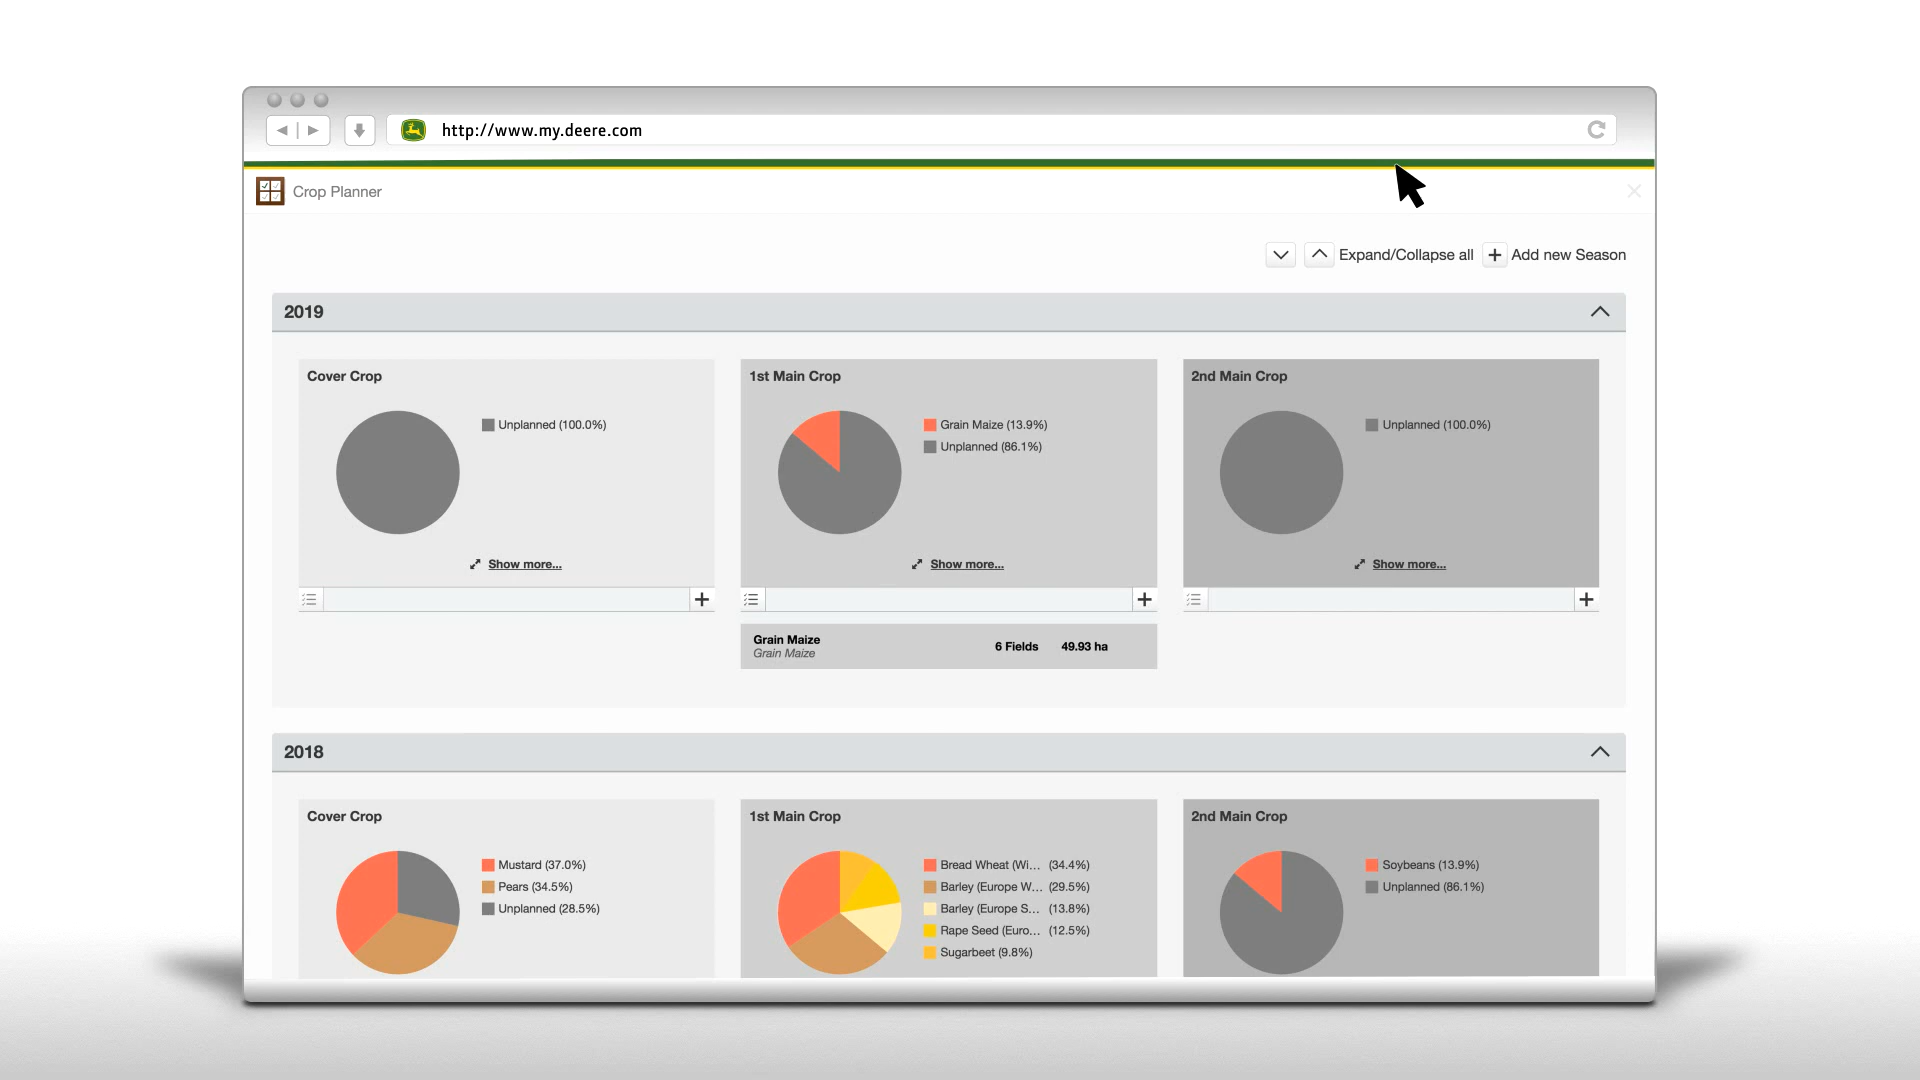 http://www.my.deere.com
Crop Planner
Expand/Collapse all
Add new Season
2019
Cover Crop
Unplanned (100.0%)
Show more...
1st Main Crop
Grain Maize (13.9%)
Unplanned (86.1%)
Show more...
Grain Maize 6 Fields 49.93 ha
Grain Maize
2nd Main Crop
Unplanned (100.0%)
Show more...
2018
Cover Crop
Mustard (37.0%)
Pears (34.5%)
Unplanned (28.5%)
1st Main Crop
Bread Wheat (Wi... (34.4%)
Barley (Europe W... (29.5%)
Barley (Europe S... (13.8%)
Rape Seed (Euro... (12.5%)
Sugarbeet (9.8%)
2nd Main Crop
Soybeans (13.9%)
Unplanned (86.1%)